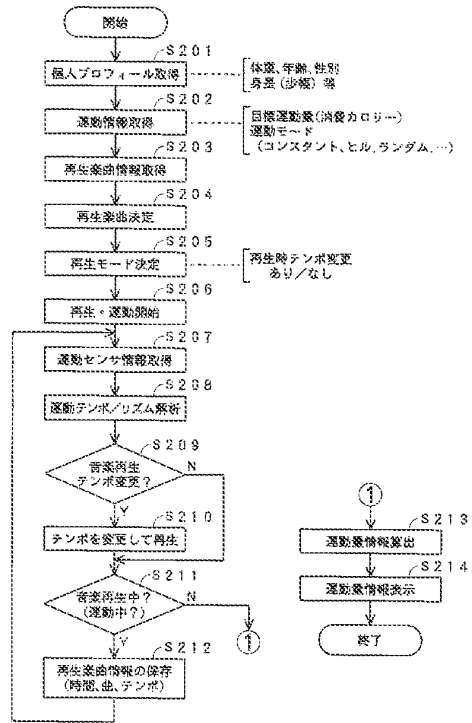 開始
S201
個人プロフィール取得
体重、年齢、性別
身長(歩幅)等
S202
運動情報取得
目標運動量(消費カロリー)
運動モード
(コンスタント、ヒル、ランダム、…)
S203
再生楽曲情報取得
S204
再生楽曲決定
S205
再生モード決定
再生時テンポ変更
あり/なし
S206
再生・運動開始
S207
運動センサ情報取得
S208
運動テンポ/リズム解析
S209
音楽再生
テンポ変更?
N
Y
S210
テンポを変更して再生
S211
音楽再生中?
(運動中?)
N
Y
1
S212
再生楽曲情報の保存
(時間、曲、テンポ)
1
S213
運動量情報算出
S214
運動量情報表示
終了